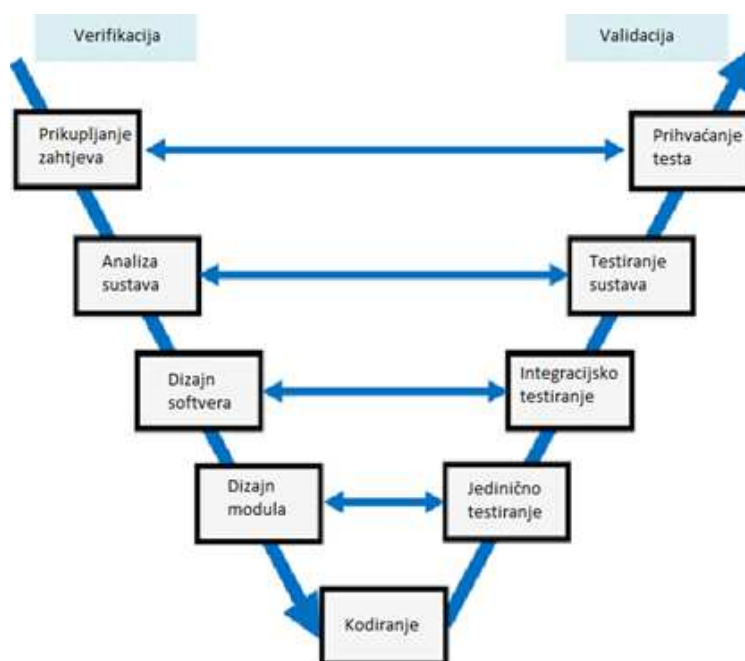 Verifikacija
Validacija
Prikupljanje
zahtjeva
Prihvaćanje
testa
Analiza
sustava
Testiranje
sustava
Dizajn
softvera
Integracijsko
testiranje
Dizajn
modula
Jedinično
testiranje
Kodiranje